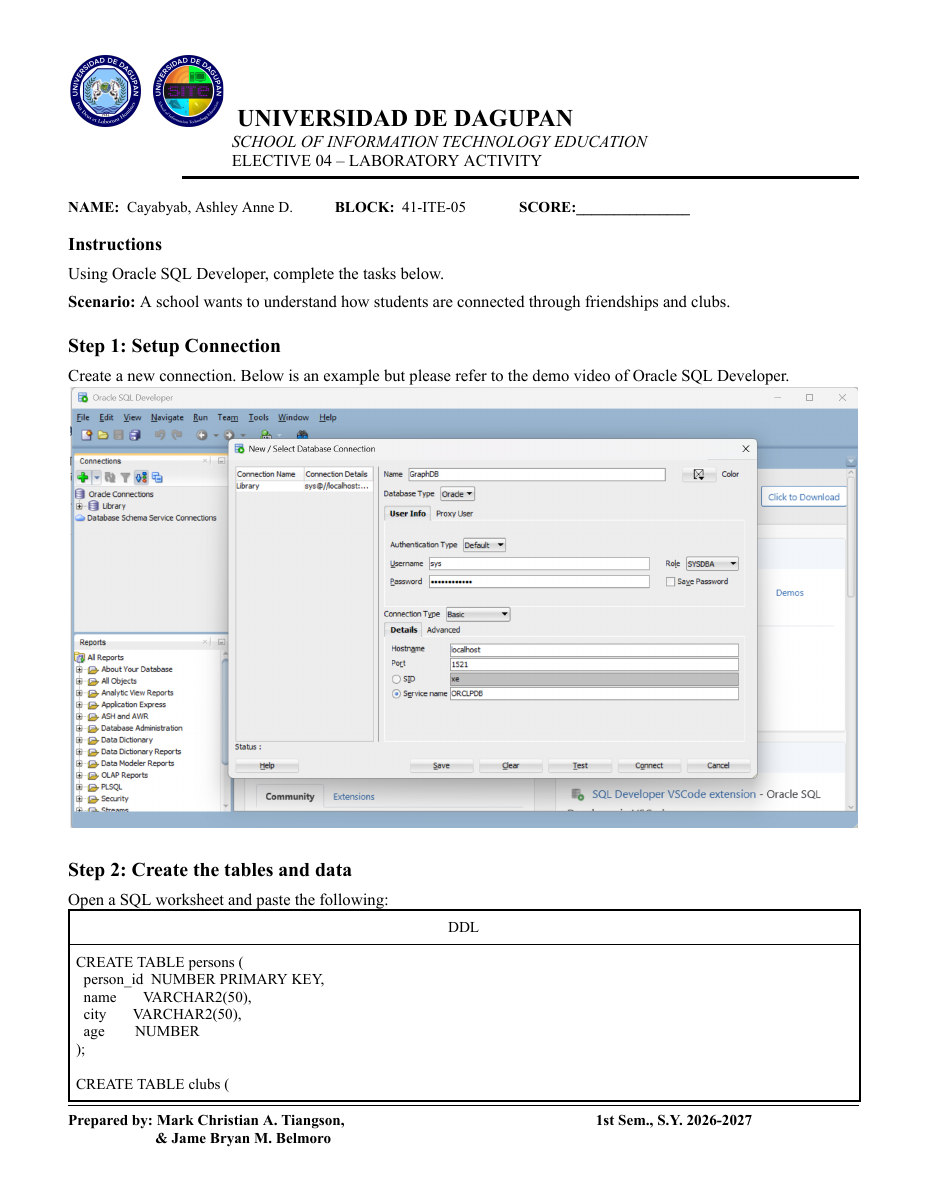 UNIVERSIDAD DE DAGUPAN
SITE
UNIVERSIDAD DE DAGUPAN
UNIVERSIDAD DE DAGUPAN
SCHOOL OF INFORMATION TECHNOLOGY EDUCATION
ELECTIVE 04 – LABORATORY ACTIVITY
NAME: Cayabyab, Ashley Anne D. BLOCK: 41-ITE-05 SCORE:______________
Instructions
Using Oracle SQL Developer, complete the tasks below.
Scenario: A school wants to understand how students are connected through friendships and clubs.
Step 1: Setup Connection
Create a new connection. Below is an example but please refer to the demo video of Oracle SQL Developer.
Oracle SQL Developer
File Edit View Navigate Run Team Tools Window Help
Connections
Oracle Connections
Library
Database Schema Service Connections
Reports
All Reports
About Your Database
All Objects
Analytic View Reports
Application Express
ASH and AWR
Database Administration
Data Dictionary
Data Dictionary Reports
Data Modeler Reports
OLAP Reports
PLSQL
Security
Streams
New / Select Database Connection
Connection Name Connection Details
Library sys@//localhost:...
Name GraphDB Color
Database Type Oracle
User Info Proxy User
Authentication Type Default
Username sys Role SYSDBA
Password •••••••••••• Save Password
Connection Type Basic
Details Advanced
Hostname localhost
Port 1521
SID xe
Service name ORCLPDB
Status :
Help Save Clear Test Connect Cancel
Click to Download
Demos
Community Extensions
SQL Developer VSCode extension - Oracle SQL
Step 2: Create the tables and data
Open a SQL worksheet and paste the following:
DDL
CREATE TABLE persons (
person_id NUMBER PRIMARY KEY,
name VARCHAR2(50),
city VARCHAR2(50),
age NUMBER
);
CREATE TABLE clubs (
Prepared by: Mark Christian A. Tiangson, 1st Sem., S.Y. 2026-2027
& Jame Bryan M. Belmoro